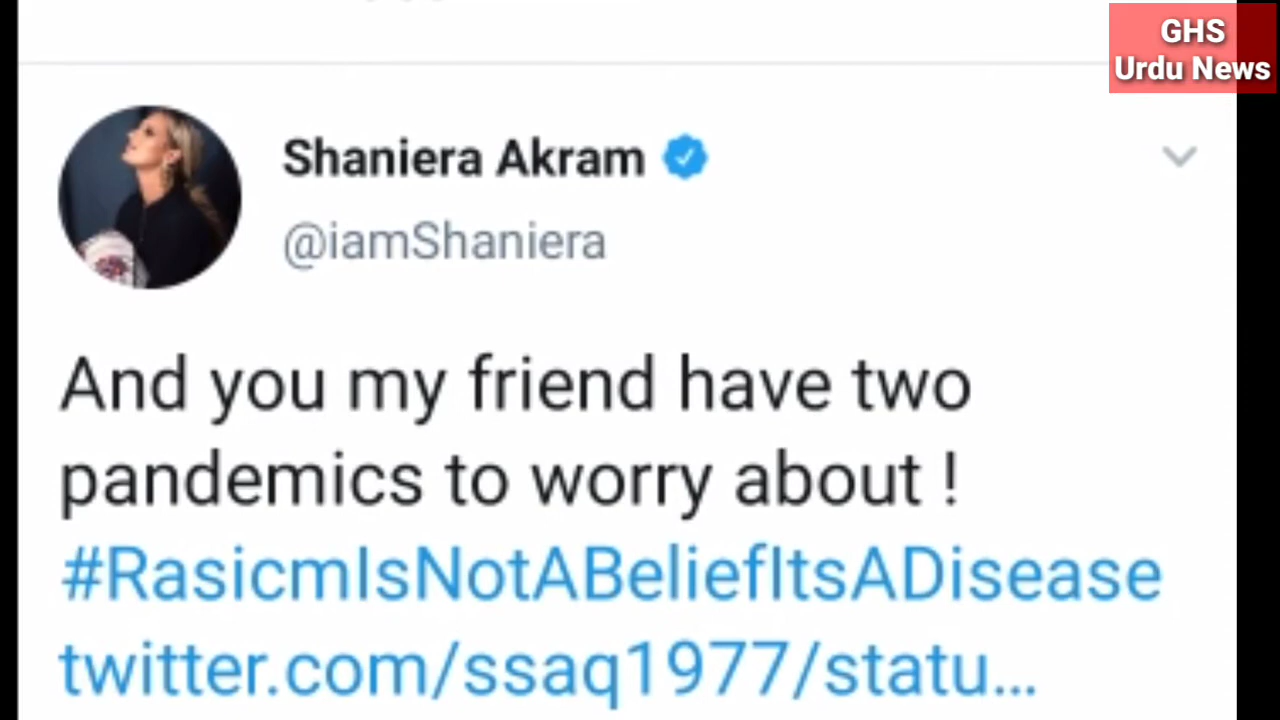 GHS
Urdu News
Shaniera Akram
@iamShaniera
And you my friend have two
pandemics to worry about !
#RasicmIsNotABeliefItsADisease
twitter.com/ssaq1977/statu...